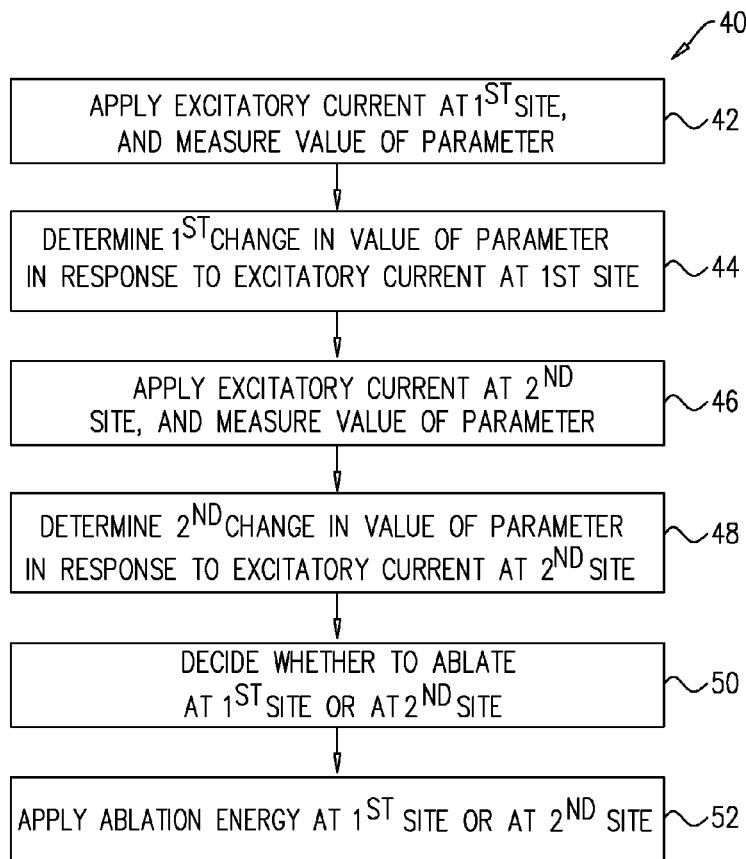 40
APPLY EXCITATORY CURRENT AT 1ST SITE,
AND MEASURE VALUE OF PARAMETER
42
DETERMINE 1ST CHANGE IN VALUE OF PARAMETER
IN RESPONSE TO EXCITATORY CURRENT AT 1ST SITE
44
APPLY EXCITATORY CURRENT AT 2ND
SITE, AND MEASURE VALUE OF PARAMETER
46
DETERMINE 2ND CHANGE IN VALUE OF PARAMETER
IN RESPONSE TO EXCITATORY CURRENT AT 2ND SITE
48
DECIDE WHETHER TO ABLATE
AT 1ST SITE OR AT 2ND SITE
50
APPLY ABLATION ENERGY AT 1ST SITE OR AT 2ND SITE
52